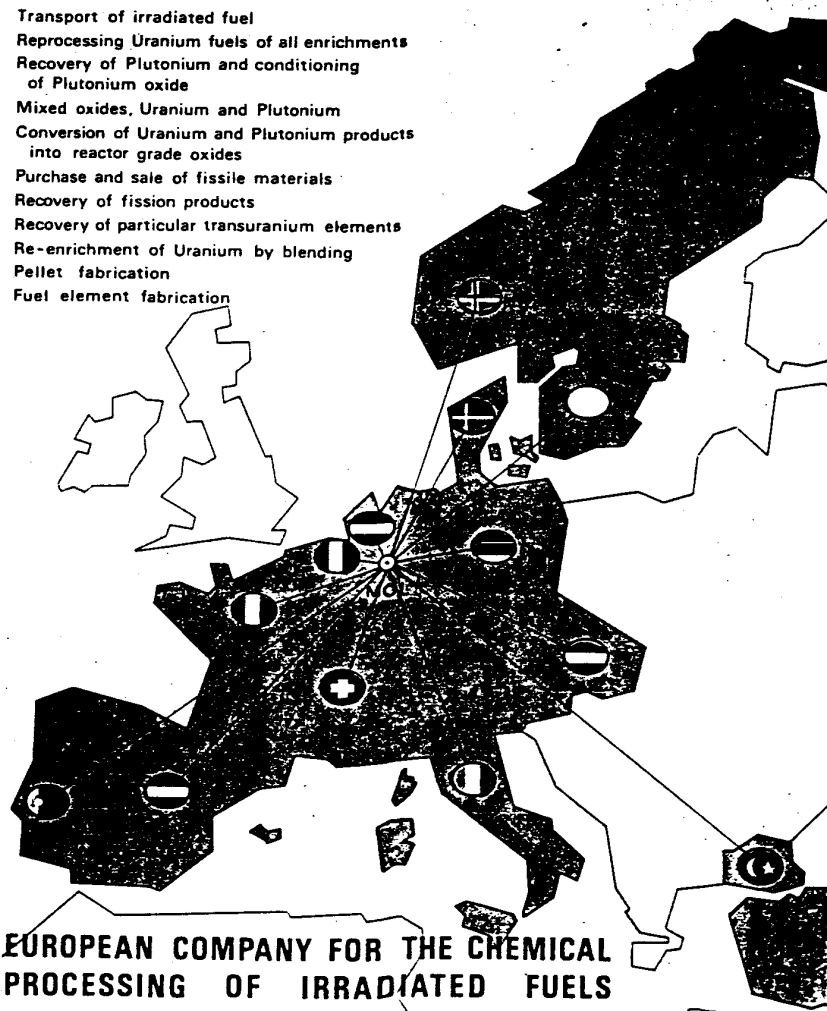 Transport of irradiated fuel
Reprocessing Uranium fuels of all enrichments
Recovery of Plutonium and conditioning
of Plutonium oxide
Mixed oxides, Uranium and Plutonium
Conversion of Uranium and Plutonium products
into reactor grade oxides
Purchase and sale of fissile materials
Recovery of fission products
Recovery of particular transuranium elements
Re-enrichment of Uranium by blending
Pellet fabrication
Fuel element fabrication
MOL
EUROPEAN COMPANY FOR THE CHEMICAL
PROCESSING OF IRRADIATED FUELS